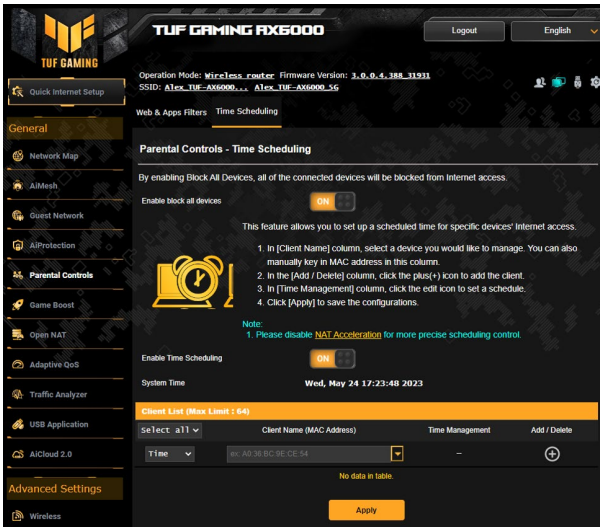 TUF GAMING AX6000
Logout
English
TUF GAMING
Quick Internet Setup
Operation Mode: Wireless router Firmware Version: 3.0.0.4.388_31931
SSID: Alex_TUF-AX6000... Alex_TUF-AX6000_5G
Web & Apps Filters Time Scheduling
General
Network Map
AiMesh
Guest Network
AiProtection
Parental Controls
Game Boost
Open NAT
Adaptive QoS
Traffic Analyzer
USB Application
AiCloud 2.0
Advanced Settings
Wireless
Parental Controls - Time Scheduling
By enabling Block All Devices, all of the connected devices will be blocked from Internet access.
Enable block all devices ON
This feature allows you to set up a scheduled time for specific devices' Internet access.
1. In [Client Name] column, select a device you would like to manage. You can also
manually key in MAC address in this column.
2. In the [Add / Delete] column, click the plus(+) icon to add the client.
3. In [Time Management] column, click the edit icon to set a schedule.
4. Click [Apply] to save the configurations.
Note:
1. Please disable NAT Acceleration for more precise scheduling control.
Enable Time Scheduling ON
System Time Wed, May 24 17:23:48 2023
Client List (Max Limit : 64)
Select all Client Name (MAC Address) Time Management Add / Delete
Time ex: A0:36:BC:9E:CE:54 –
No data in table.
Apply